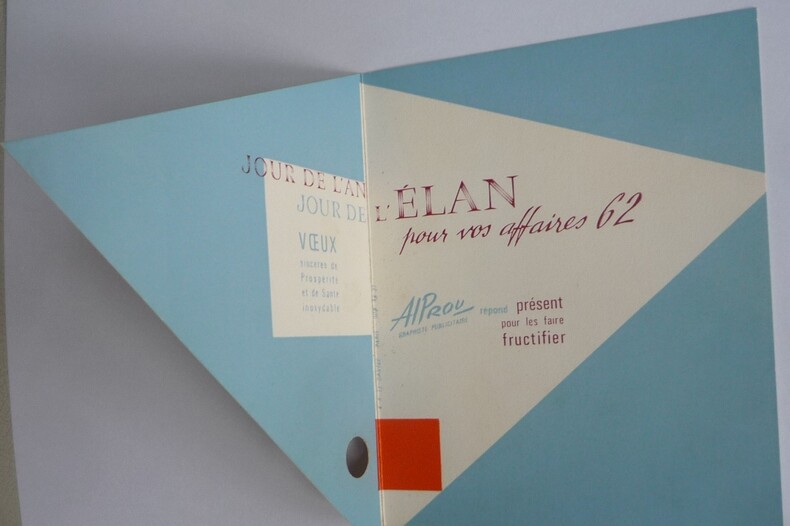 JOUR DE L'AN
JOUR DE
VŒUX
sincères de
Prospérité
et de Santé
inoxydable
L'ÉLAN
pour vos affaires 62
AlProu répond présent
GRAPHISTE PUBLICITAIRE
pour les faire
fructifier